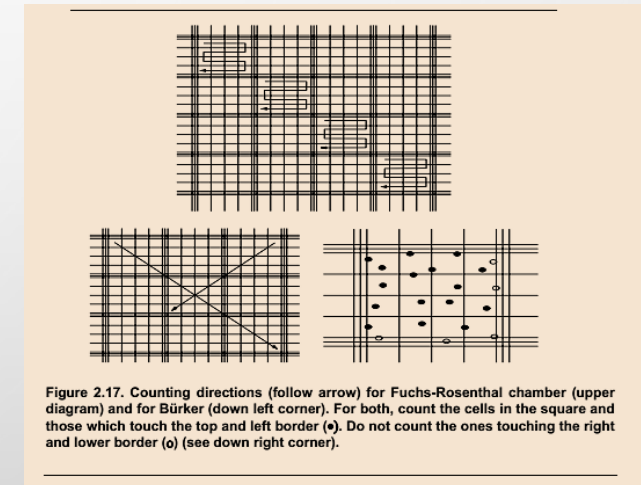 Figure 2.17. Counting directions (follow arrow) for Fuchs-Rosenthal chamber (upper
diagram) and for Bürker (down left corner). For both, count the cells in the square and
those which touch the top and left border (●). Do not count the ones touching the right
and lower border (o) (see down right corner).